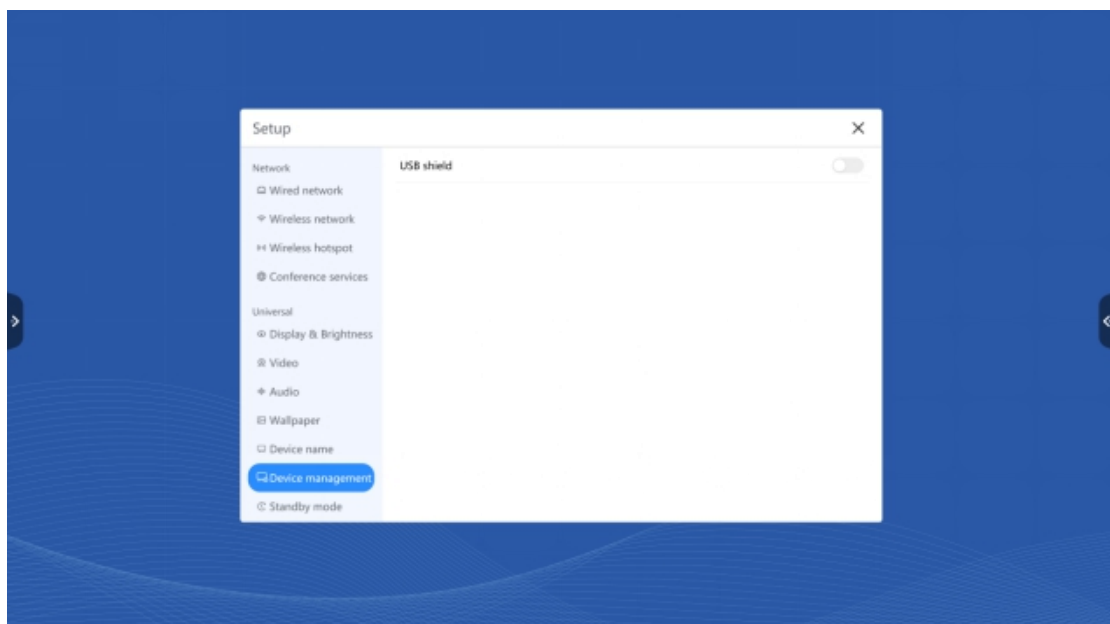 Setup
Network
Wired network
Wireless network
Wireless hotspot
Conference services
Universal
Display & Brightness
Video
Audio
Wallpaper
Device name
Device management
Standby mode
USB shield